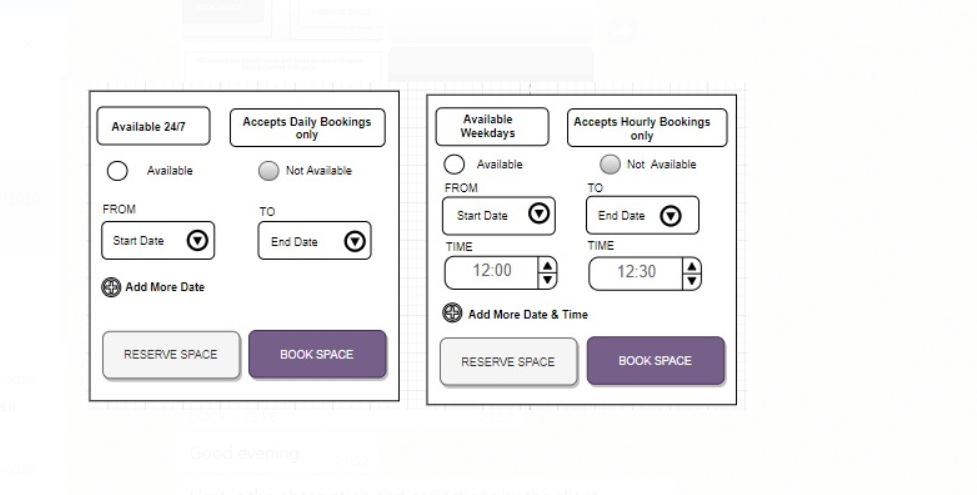 Available 24/7
Accepts Daily Bookings
only
Available
Not Available
FROM
TO
Start Date
End Date
Add More Date
RESERVE SPACE
BOOK SPACE
Available
Weekdays
Accepts Hourly Bookings
only
Available
Not Available
FROM
TO
Start Date
End Date
TIME
TIME
12:00
12:30
Add More Date & Time
RESERVE SPACE
BOOK SPACE
Good evening